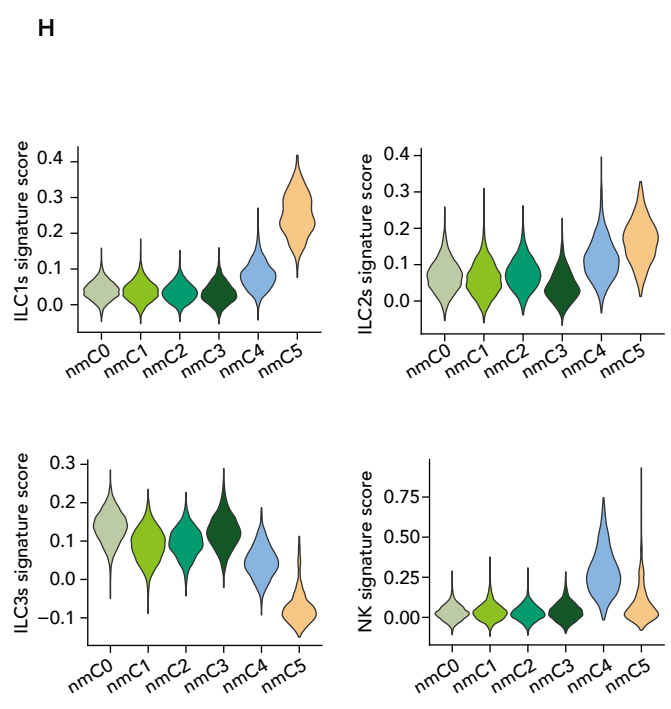 H
ILC1s signature score
0.4
0.3
0.2
0.1
0.0
nmC0 nmC1 nmC2 nmC3 nmC4 nmC5
ILC2s signature score
0.4
0.3
0.2
0.1
0.0
nmC0 nmC1 nmC2 nmC3 nmC4 nmC5
ILC3s signature score
0.3
0.2
0.1
0.0
−0.1
nmC0 nmC1 nmC2 nmC3 nmC4 nmC5
NK signature score
0.75
0.50
0.25
0.00
nmC0 nmC1 nmC2 nmC3 nmC4 nmC5